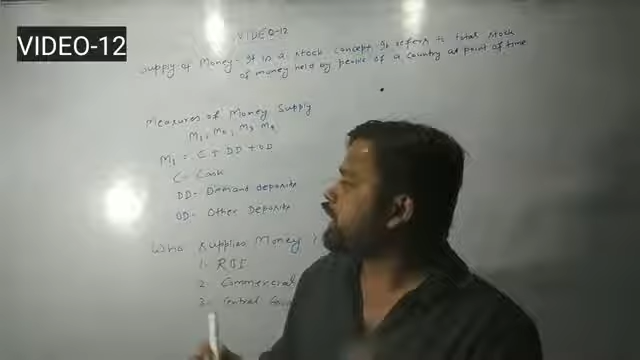 VIDEO-12
VIDEO-12
Supply of Money - It is a stock concept. It refers to total stock
of money held by people of a country at point of time
Measures of Money Supply
M1, M2, M3 M4
M1 = C + DD + OD
C - Cash
DD - Demand deposits
OD - Other Deposits
Who supplies Money ?
1. RBI
2. Commercial
3. Central Gov